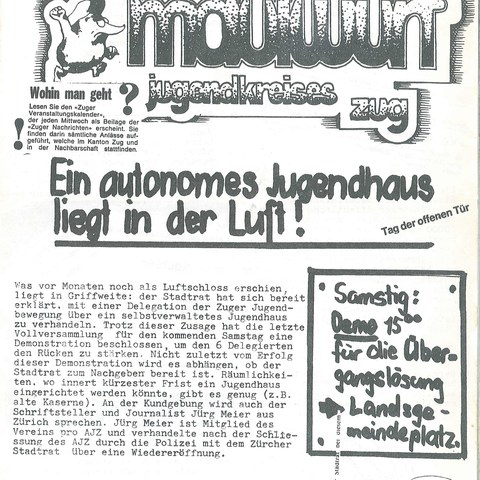 maulwurf
jugendkreises
zug
Wohin man geht ?
!
Lesen Sie den «Zuger
Veranstaltungskalender»,
der jeden Mittwoch als Beilage der
«Zuger Nachrichten» erscheint. Sie
finden darin sämtliche Anlässe auf-
geführt, welche im Kanton Zug und
in der Nachbarschaft stattfinden.
Ein autonomes Jugendhaus
liegt in der Luft!
Tag der offenen Tür
Was vor Monaten noch als Luftschloss erschien,
liegt in Griffweite: der Stadtrat hat sich bereit
erklärt, mit einer Delegation der Zuger Jugend-
bewegung über ein selbstverwaltetes Jugendhaus
zu verhandeln. Trotz dieser Zusage hat die letzte
Vollversammlung für den kommenden Samstag eine
Demonstration beschlossen, um den 6 Delegierten
den Rücken zu stärken. Nicht zuletzt vom Erfolg
dieser Demonstration wird es abhängen, ob der
Stadtrat zum Nachgeben bereit ist. Räumlichkei-
ten, wo innert kürzester Frist ein Jugendhaus
eingerichtet werden könnte, gibt es genug (z.B.
alte Kaserne). An der Kundgebung wird auch der
Schriftsteller und Journalist Jürg Meier aus
Zürich sprechen. Jürg Meier ist Mitglied des
Vereins pro AJZ und verhandelte nach der Schlie-
ssung des AJZ durch die Polizei mit dem Zürcher
Stadtrat über eine Wiedereröffnung.
Samstig:
Demo 15⁰⁰
für die Über-
gangslösung
Landsge-
meindeplatz.